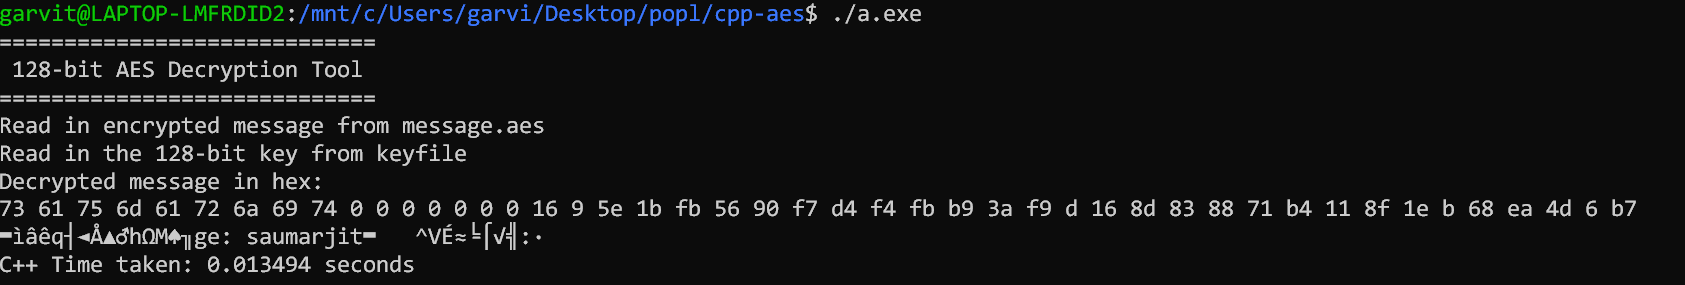 garvit@LAPTOP-LMFRDID2:/mnt/c/Users/garvi/Desktop/popl/cpp-aes$ ./a.exe
=============================
 128-bit AES Decryption Tool
=============================
Read in encrypted message from message.aes
Read in the 128-bit key from keyfile
Decrypted message in hex:
73 61 75 6d 61 72 6a 69 74 0 0 0 0 0 0 0 16 9 5e 1b fb 56 90 f7 d4 f4 fb b9 3a f9 d 16 8d 83 88 71 b4 11 8f 1e b 68 ea 4d 6 b7
▬ìâêq┤◄Å▲♂hΩM♠╖ge: saumarjit▬   ^VÉ≈╘⌠√╣:∙
C++ Time taken: 0.013494 seconds